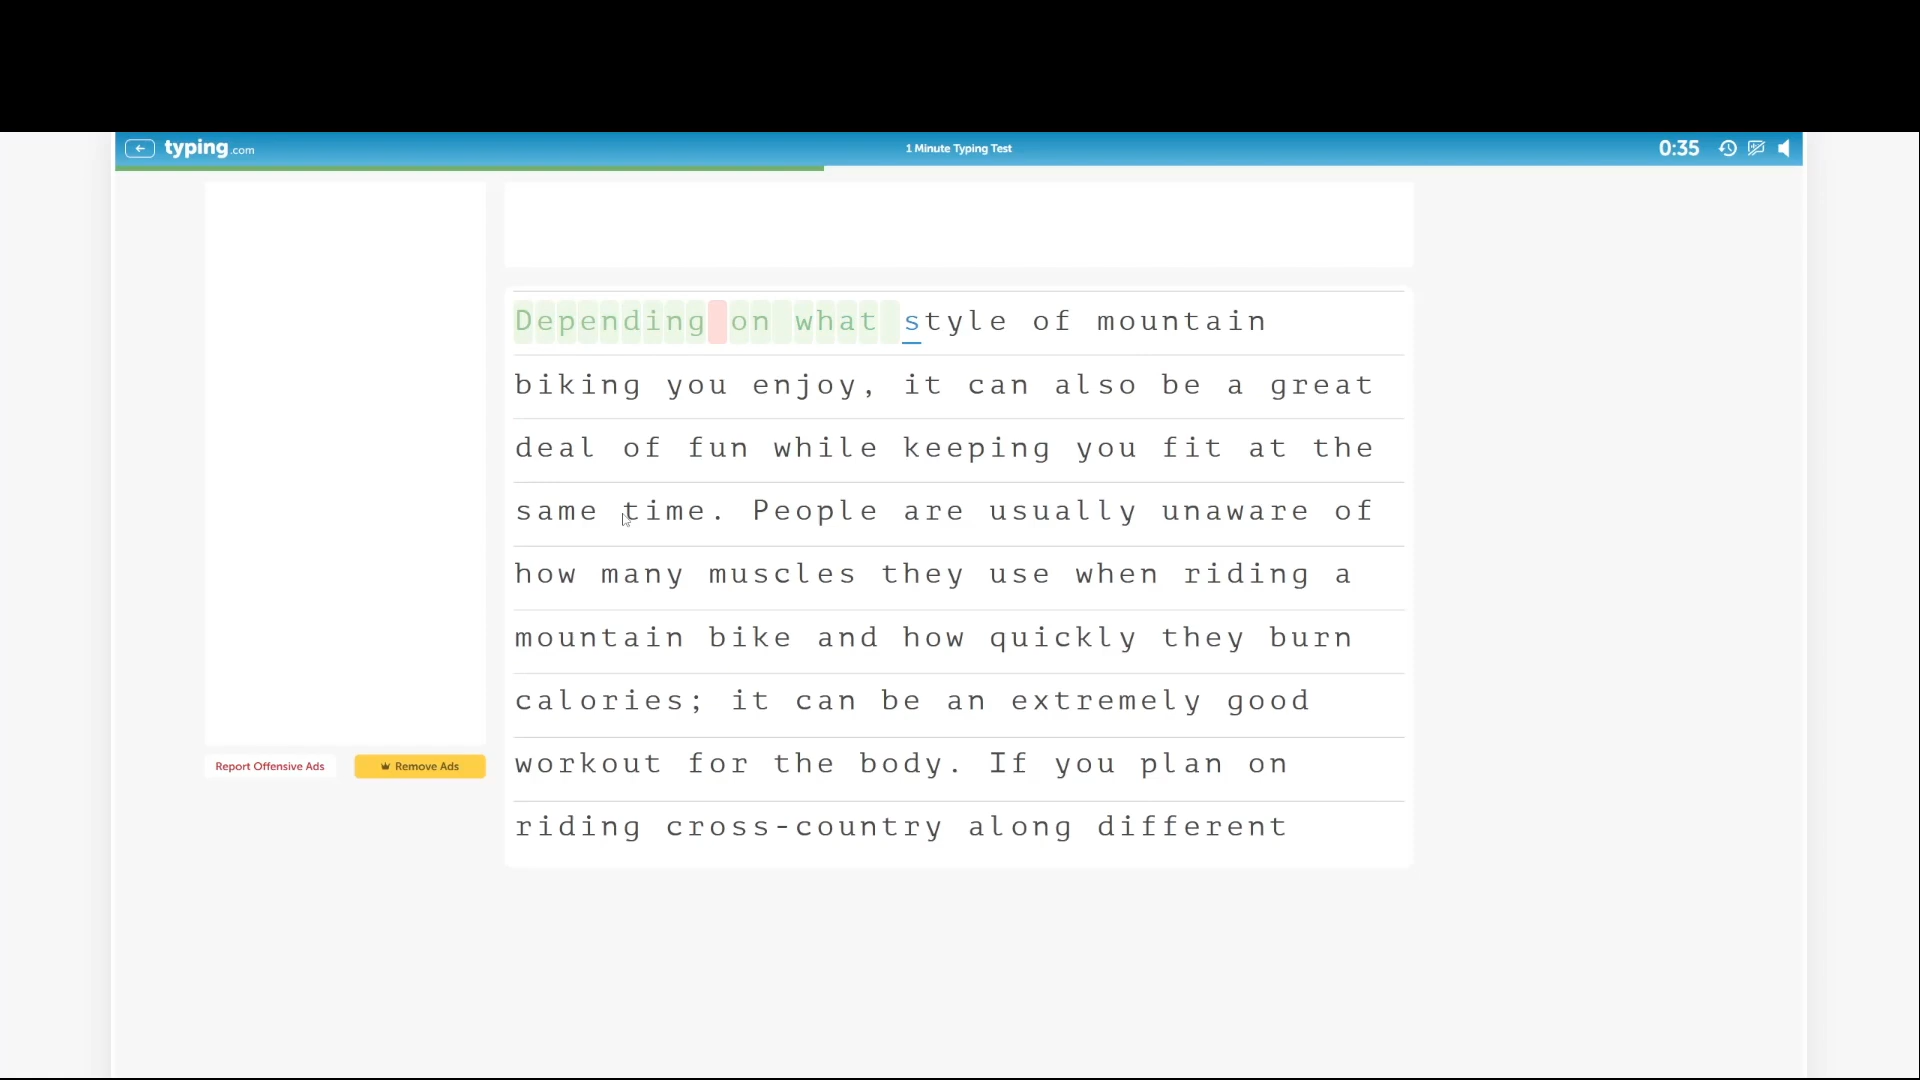 typing.com
1 Minute Typing Test
0:35
Depending on what style of mountain
biking you enjoy, it can also be a great
deal of fun while keeping you fit at the
same time. People are usually unaware of
how many muscles they use when riding a
mountain bike and how quickly they burn
calories; it can be an extremely good
workout for the body. If you plan on
riding cross-country along different
Report Offensive Ads
Remove Ads